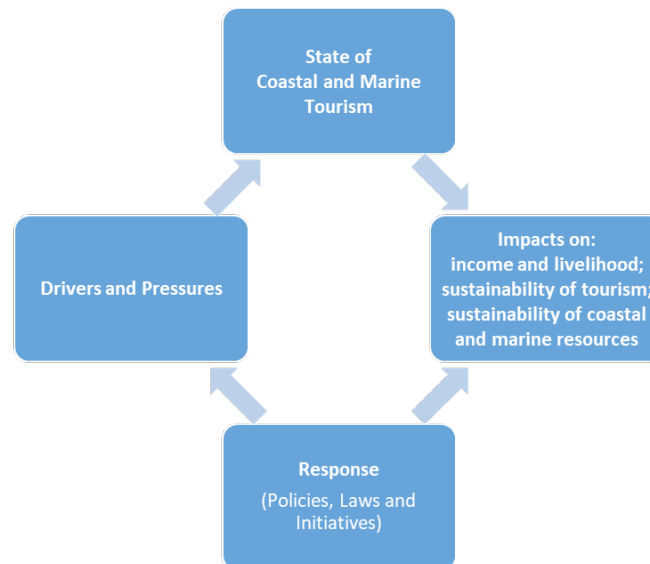 State of
Coastal and Marine
Tourism
Drivers and Pressures
Impacts on:
income and livelihood;
sustainability of tourism;
sustainability of coastal
and marine resources
Response
(Policies, Laws and
Initiatives)